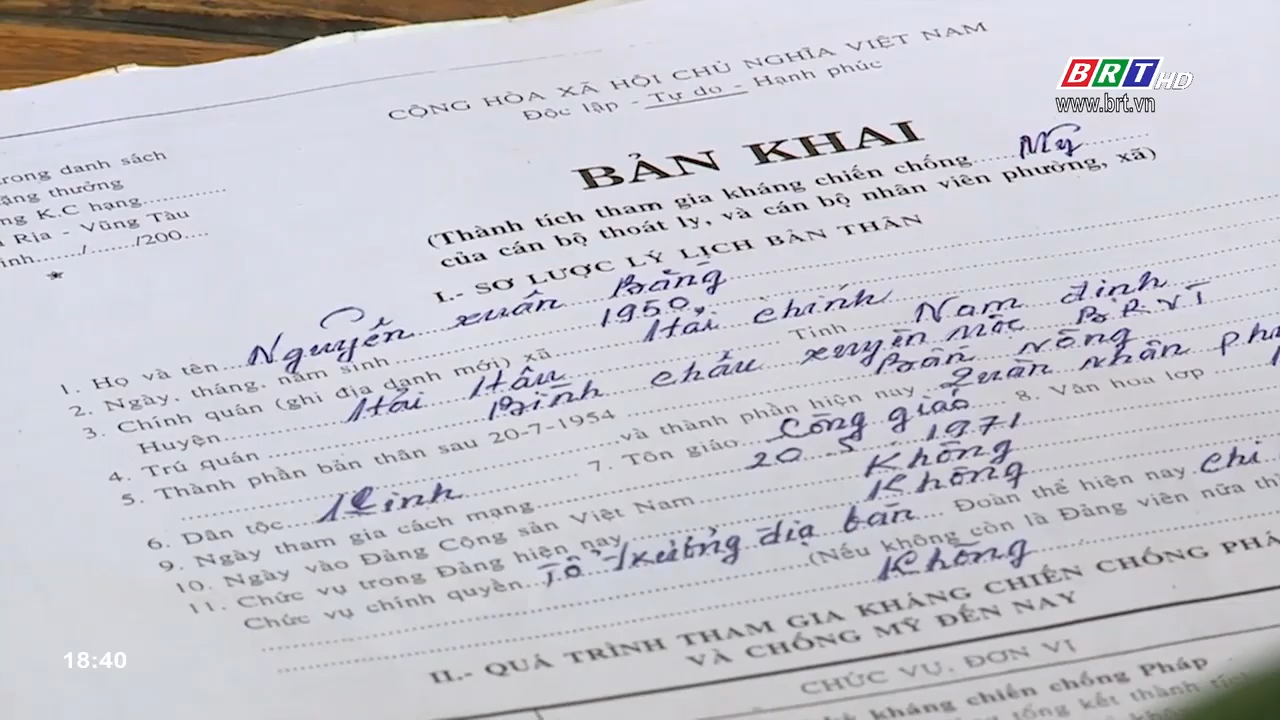 BRT HD
www.brt.vn
CỘNG HÒA XÃ HỘI CHỦ NGHĨA VIỆT NAM
Độc lập - Tự do - Hạnh phúc
trong danh sách
tặng thưởng
K.C hạng
Rịa - Vũng Tàu
/200
*
BẢN KHAI
(Thành tích tham gia kháng chiến chống Mỹ
của cán bộ thoát ly, và cán bộ nhân viên phường, xã)
I.- SƠ LƯỢC LÝ LỊCH BẢN THÂN
1. Họ và tên Nguyễn xuân Bằng
2. Ngày, tháng, năm sinh 1950,
3. Chính quán (ghi địa danh mới) xã Hải chính Tỉnh Nam định
Huyện Hải Hậu
4. Trú quán Bình châu xuyên mộc BRVT
5. Thành phần bản thân sau 20-7-1954 Bần nông
và thành phần hiện nay Quân nhân
6. Dân tộc Kinh 7. Tôn giáo Công giáo 8. Văn hóa lớp
9. Ngày tham gia cách mạng 20.5.1971
10. Ngày vào Đảng Cộng sản Việt Nam Không
11. Chức vụ trong Đảng hiện nay Không Đoàn thể hiện nay chi
Chức vụ chính quyền Tổ trưởng địa bàn (Nếu không còn là Đảng viên nữa
Không
II.- QUÁ TRÌNH THAM GIA KHÁNG CHIẾN CHỐNG PHÁ
VÀ CHỐNG MỸ ĐẾN NAY
CHỨC VỤ, ĐƠN VỊ
kháng chiến chống Pháp
tổng kết thành tích
18:40